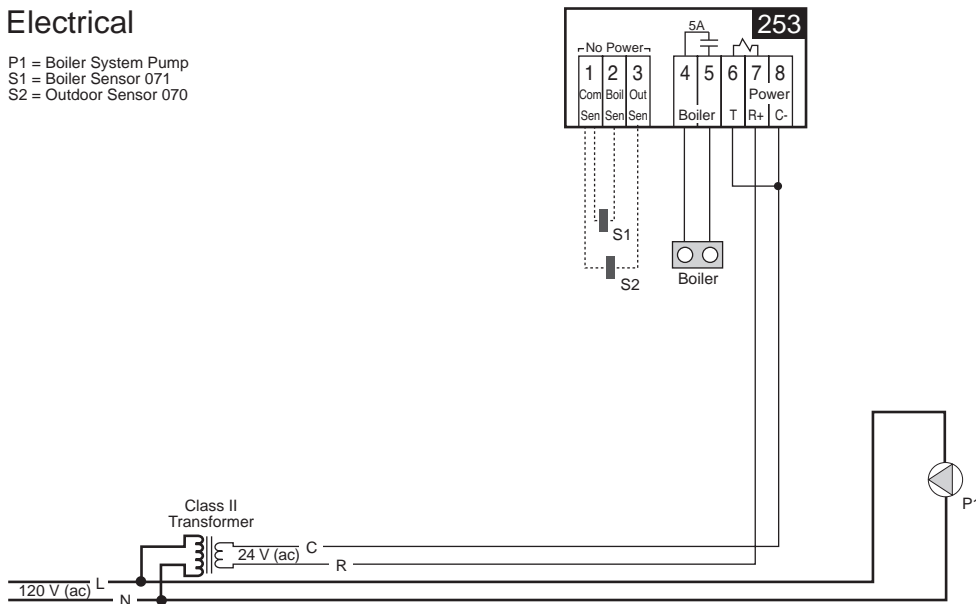 Electrical
P1 = Boiler System Pump
S1 = Boiler Sensor 071
S2 = Outdoor Sensor 070
253
5A
No Power
1 2 3 4 5 6 7 8
Com Boil Out Power
Sen Sen Sen Boiler T R+ C-
S1
S2
Boiler
P1
Class II
Transformer
24 V (ac)
C
R
120 V (ac)
L
N